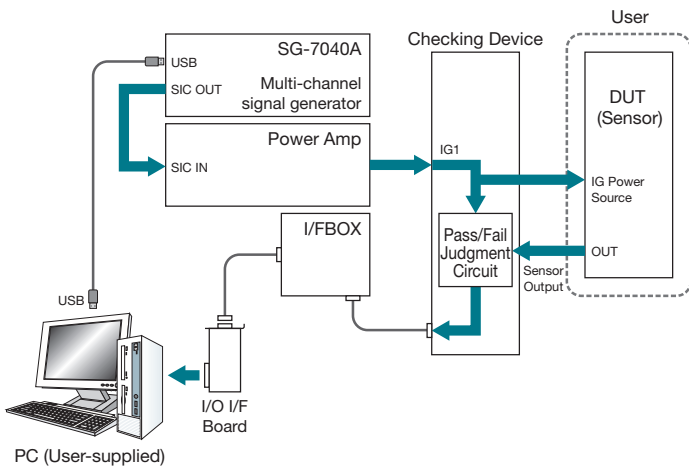 User
Checking Device
SG-7040A
USB
SIC OUT
Multi-channel
signal generator
DUT
(Sensor)
Power Amp
SIC IN
IG1
IG Power
Source
I/FBOX
Pass/Fail
Judgment
Circuit
OUT
Sensor
Output
USB
I/O I/F
Board
PC (User-supplied)